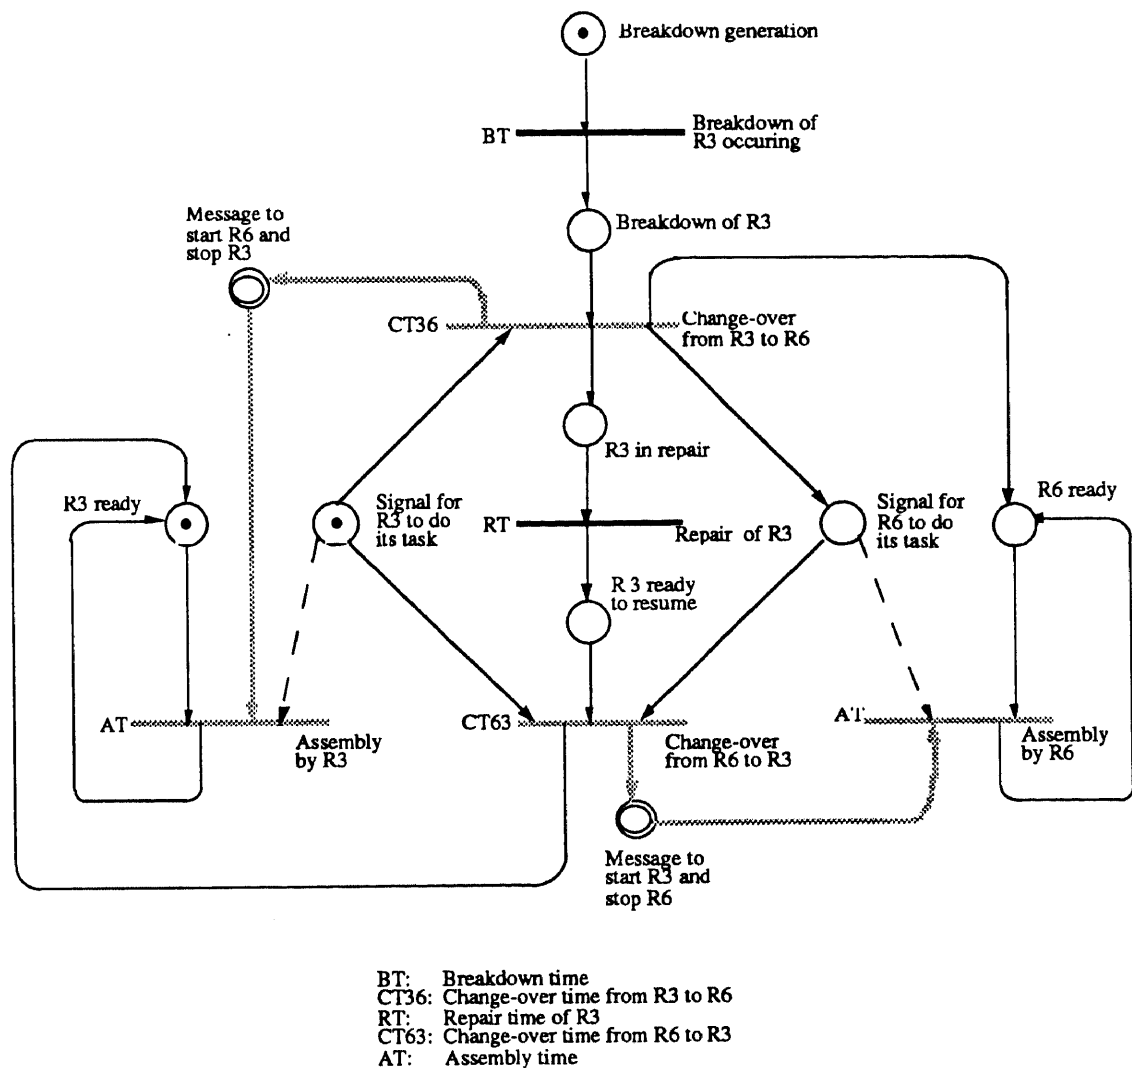 Breakdown generation
BT
Breakdown of
R3 occuring
Message to
start R6 and
stop R3
Breakdown of R3
CT36
Change-over
from R3 to R6
R3 in repair
R3 ready
Signal for
R3 to do
its task
RT
Repair of R3
Signal for
R6 to do
its task
R6 ready
R 3 ready
to resume
AT
Assembly
by R3
CT63
Change-over
from R6 to R3
AT
Assembly
by R6
Message to
start R3 and
stop R6
BT: Breakdown time
CT36: Change-over time from R3 to R6
RT: Repair time of R3
CT63: Change-over time from R6 to R3
AT: Assembly time